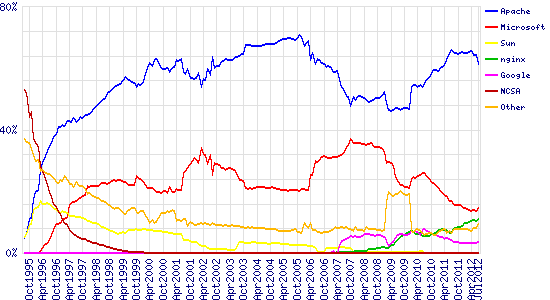 80%
40%
0%
Apache
Microsoft
Sun
nginx
Google
NCSA
Other
Oct1995
Apr1996
Oct1996
Apr1997
Oct1997
Apr1998
Oct1998
Apr1999
Oct1999
Apr2000
Oct2000
Apr2001
Oct2001
Apr2002
Oct2002
Apr2003
Oct2003
Apr2004
Oct2004
Apr2005
Oct2005
Apr2006
Oct2006
Apr2007
Oct2007
Apr2008
Oct2008
Apr2009
Oct2009
Apr2010
Oct2010
Apr2011
Oct2011
Apr2012
Jul2012